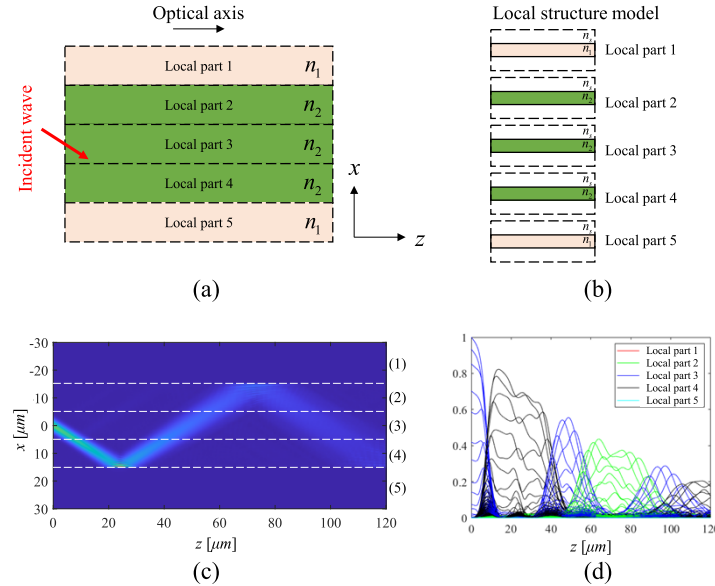 Optical axis
Local part 1 n1
Local part 2 n2
Local part 3 n2
Local part 4 n2
Local part 5 n1
Incident wave
x
z
(a)
Local structure model
ns
n1
Local part 1
ns
n2
Local part 2
ns
n2
Local part 3
ns
n2
Local part 4
ns
n1
Local part 5
(b)
-30
-20
-10
0
10
20
30
x [μm]
(1)
(2)
(3)
(4)
(5)
0 20 40 60 80 100 120
z [μm]
(c)
1
0.8
0.6
0.4
0.2
0
Local part 1
Local part 2
Local part 3
Local part 4
Local part 5
0 20 40 60 80 100 120
z [μm]
(d)